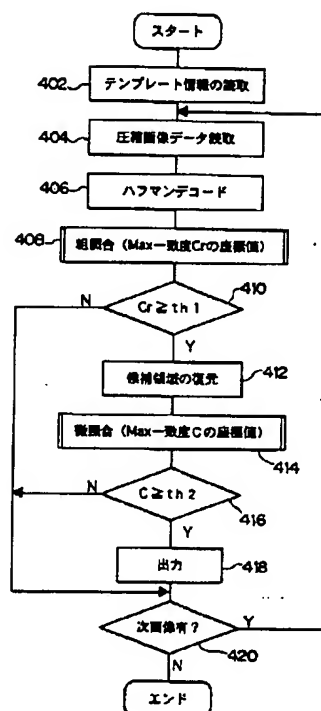 スタート
402
テンプレート情報の読取
404
圧縮画像データ読取
406
ハフマンデコード
408
粗照合（Max一致度Crの座標値）
N
410
Cr≧th1
Y
候補領域の復元
412
微照合（Max一致度Cの座標値）
414
N
C≧th2
416
Y
出力
418
次画像有？
Y
420
N
エンド